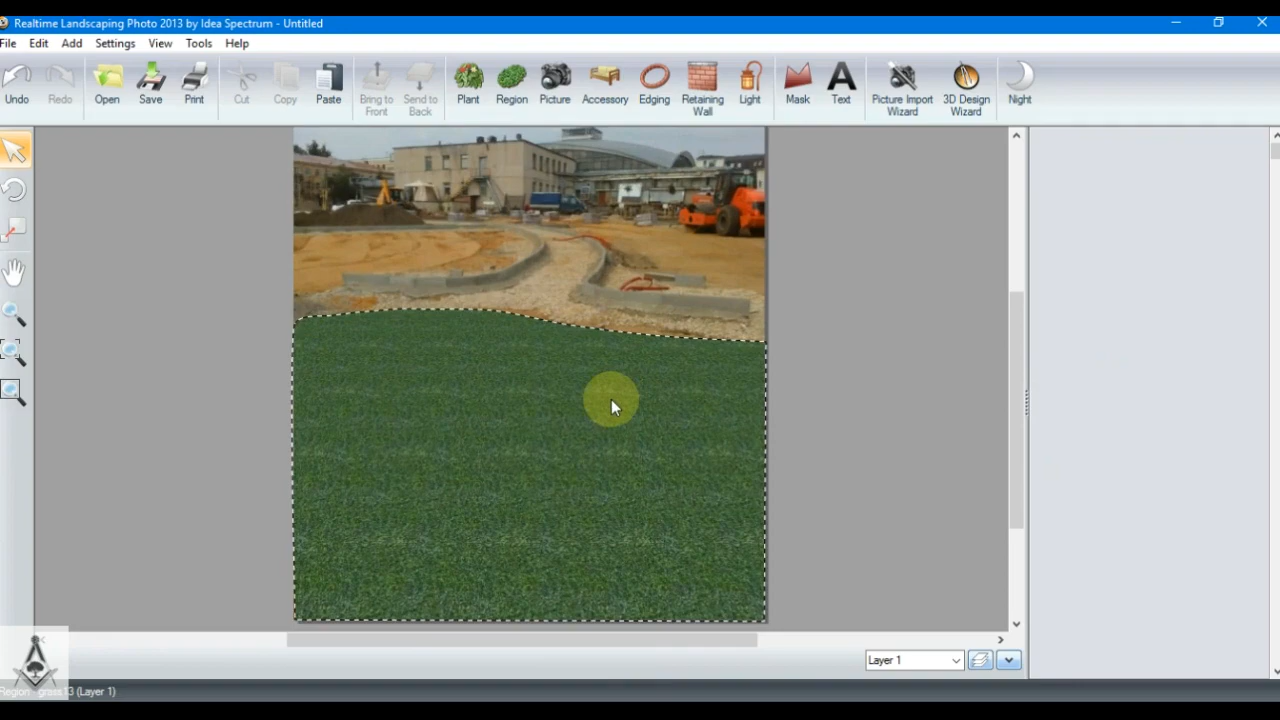 Realtime Landscaping Photo 2013 by Idea Spectrum - Untitled
File Edit Add Settings View Tools Help
Undo Redo Open Save Print Cut Copy Paste Bring to Front Send to Back Plant Region Picture Accessory Edging Retaining Wall Light Mask Text Picture Import Wizard 3D Design Wizard Night
Layer 1
Region grass13 (Layer 1)